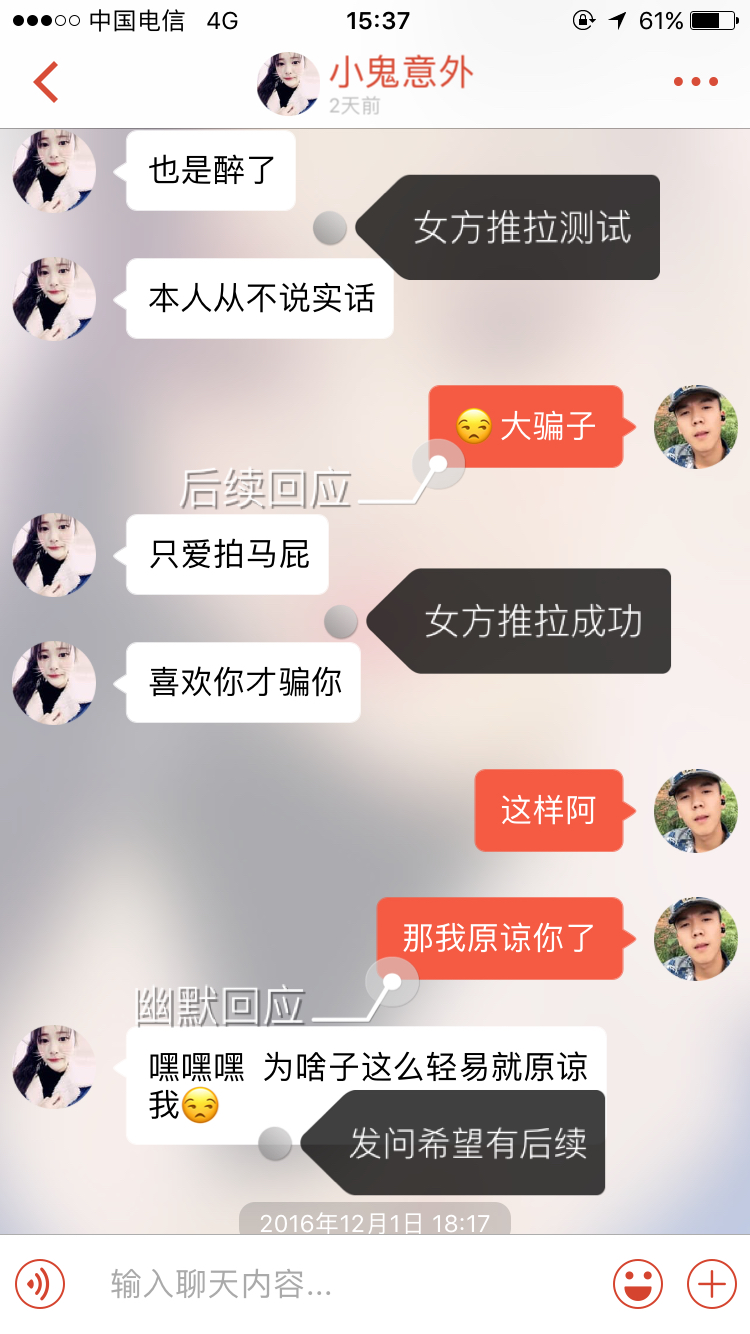 中国电信 4G 15:37 61%
小鬼意外
2天前
也是醉了
女方推拉测试
本人从不说实话
😒 大骗子
后续回应
只爱拍马屁
女方推拉成功
喜欢你才骗你
这样阿
那我原谅你了
幽默回应
嘿嘿嘿 为啥子这么轻易就原谅
我😒
发问希望有后续
2016年12月1日 18:17
输入聊天内容...